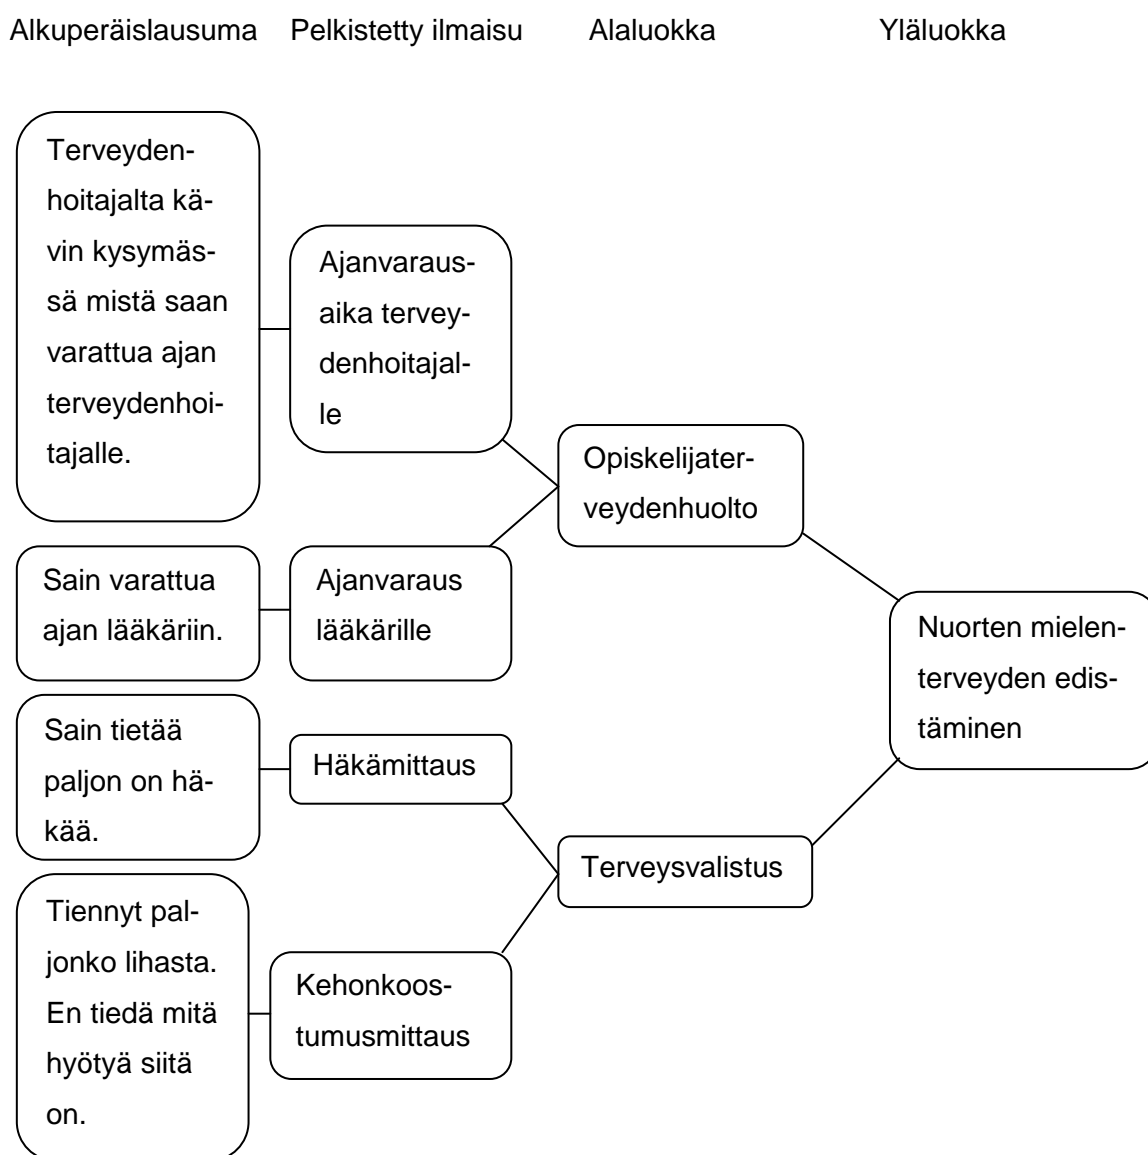 Alkuperäislausuma Pelkistetty ilmaisu Alaluokka Yläluokka
Terveyden-
hoitajalta kä-
vin kysymäs-
sä mistä saan
varattua ajan
terveydenhoi-
tajalle.
Ajanvaraus-
aika tervey-
denhoitajal-
le
Opiskelijater-
veydenhuolto
Sain varattua
ajan lääkäriin.
Ajanvaraus
lääkärille
Nuorten mielen-
terveyden edis-
täminen
Sain tietää
paljon on hä-
kää.
Häkämittaus
Terveysvalistus
Tiennyt pal-
jonko lihasta.
En tiedä mitä
hyötyä siitä
on.
Kehonkoos-
tumusmittaus